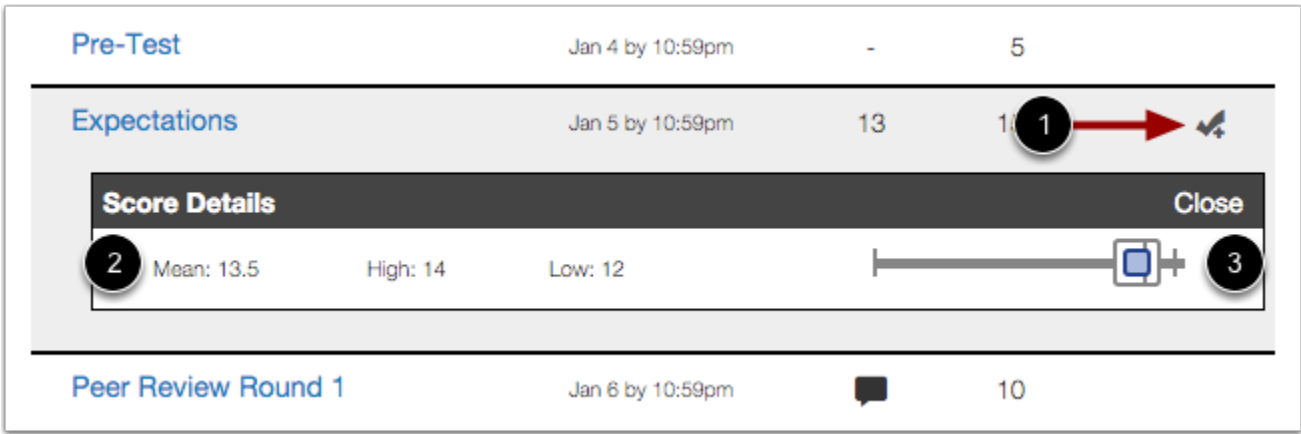 Pre-Test Jan 4 by 10:59pm - 5
Expectations Jan 5 by 10:59pm 13 1 1
Score Details Close
2 Mean: 13.5 High: 14 Low: 12 3
Peer Review Round 1 Jan 6 by 10:59pm 10